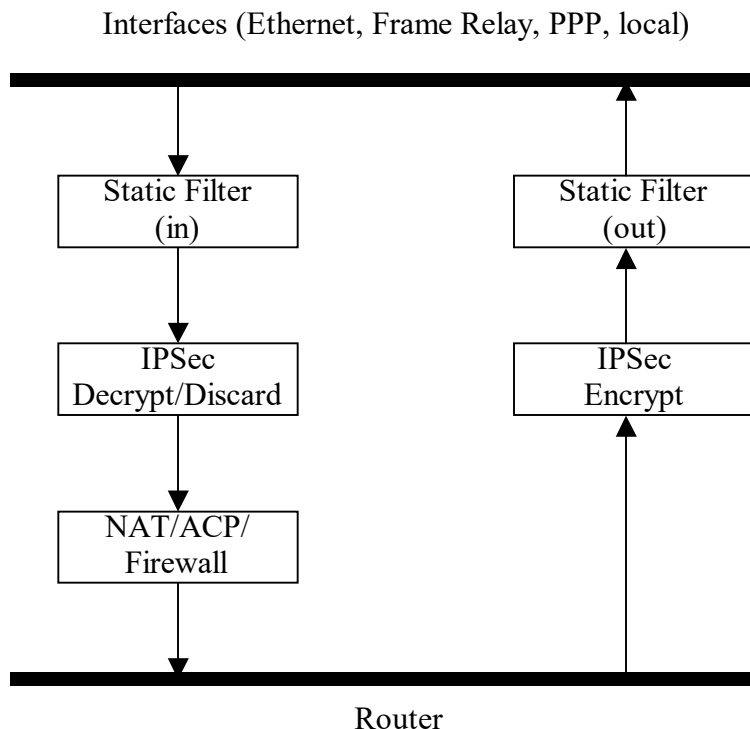 Interfaces (Ethernet, Frame Relay, PPP, local)
Static Filter
(in)
IPSec
Decrypt/Discard
NAT/ACP/
Firewall
Static Filter
(out)
IPSec
Encrypt
Router